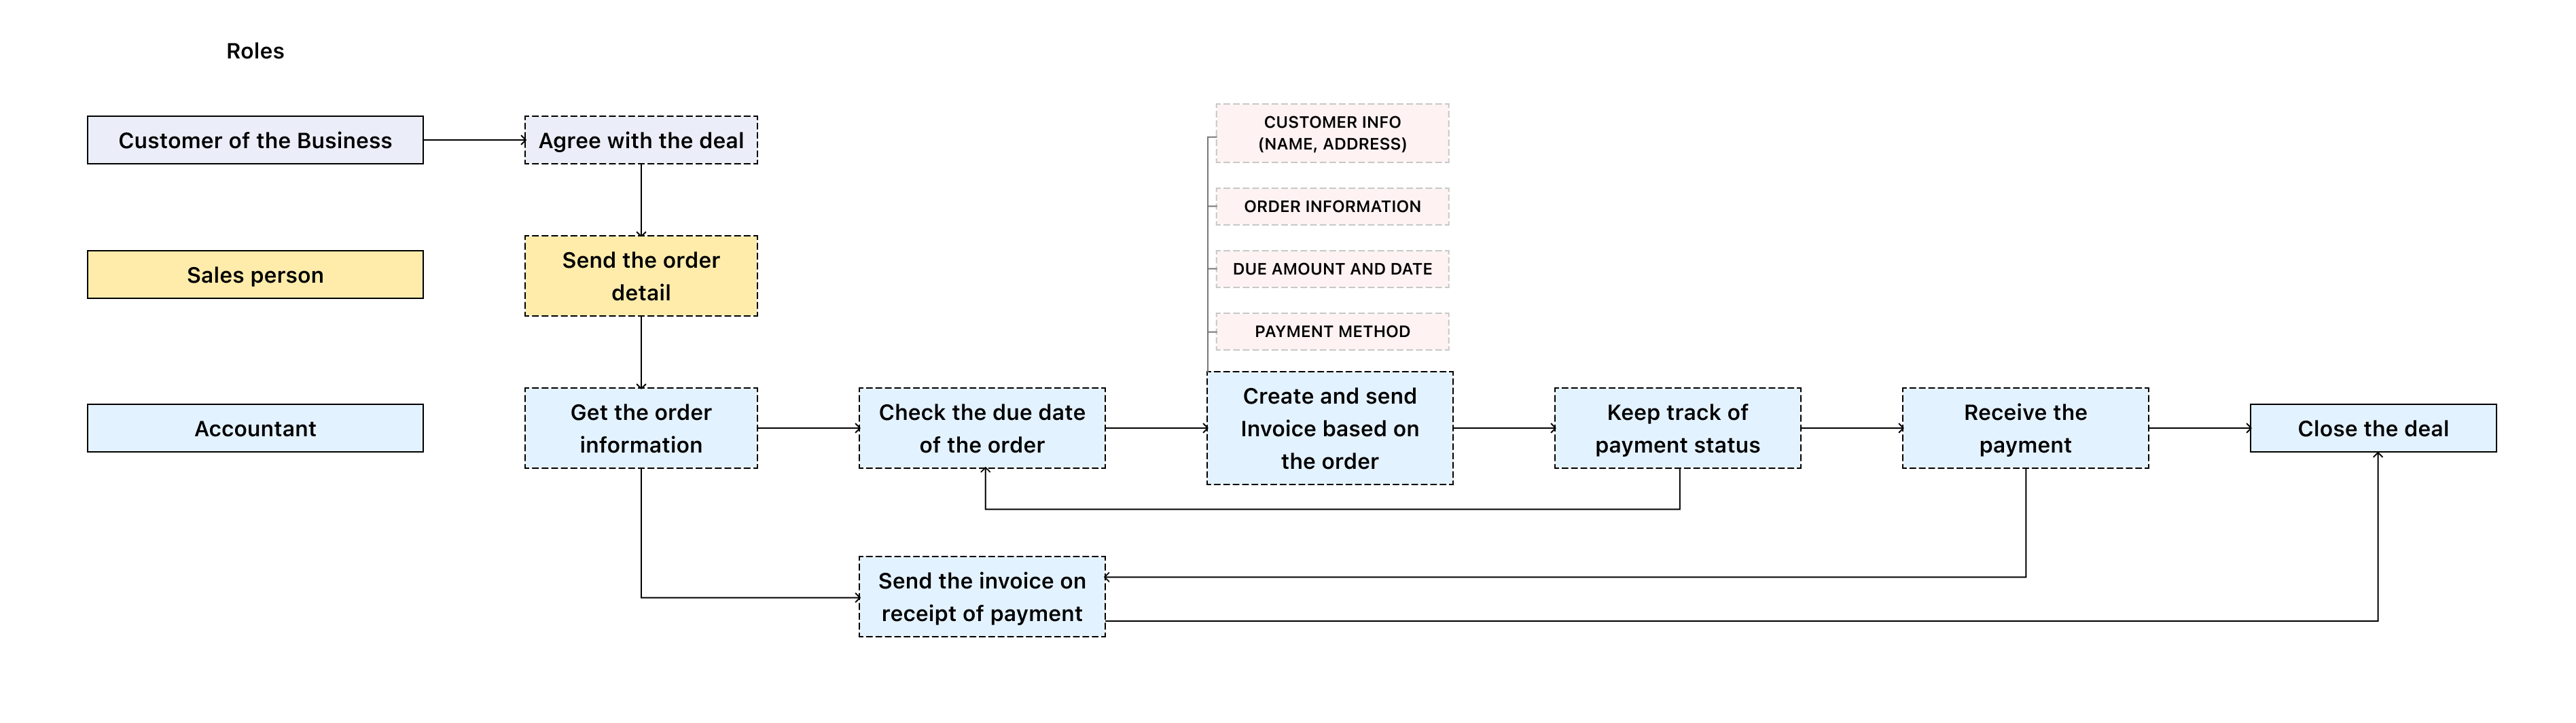 Roles
Customer of the Business
Agree with the deal
CUSTOMER INFO
(NAME, ADDRESS)
ORDER INFORMATION
Sales person
Send the order
detail
DUE AMOUNT AND DATE
PAYMENT METHOD
Accountant
Get the order
information
Check the due date
of the order
Create and send
Invoice based on
the order
Keep track of
payment status
Receive the
payment
Close the deal
Send the invoice on
receipt of payment